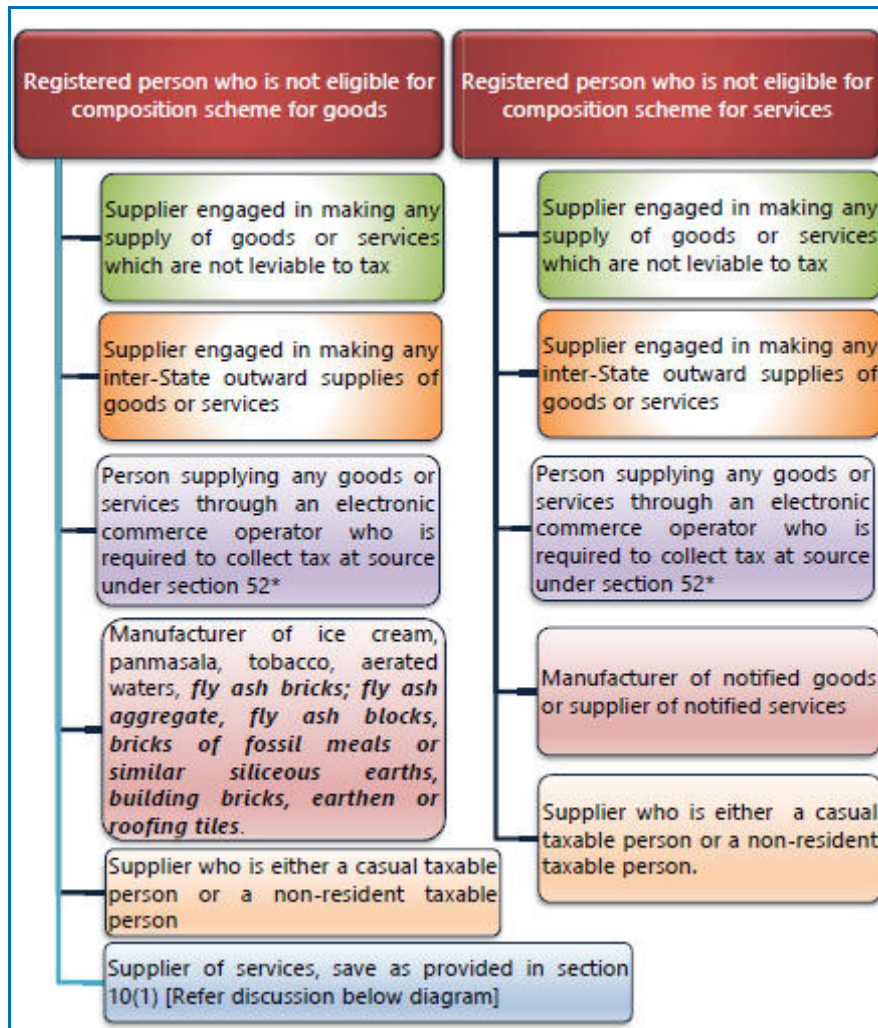 Registered person who is not eligible for
composition scheme for goods
Supplier engaged in making any
supply of goods or services
which are not leviable to tax
Supplier engaged in making any
inter-State outward supplies of
goods or services
Person supplying any goods or
services through an electronic
commerce operator who is
required to collect tax at source
under section 52*
Manufacturer of ice cream,
panmasala, tobacco, aerated
waters, fly ash bricks; fly ash
aggregate, fly ash blocks,
bricks of fossil meals or
similar siliceous earths,
building bricks, earthen or
roofing tiles.
Supplier who is either a casual taxable
person or a non-resident taxable
person
Supplier of services, save as provided in section
10(1) [Refer discussion below diagram]
Registered person who is not eligible for
composition scheme for services
Supplier engaged in making any
supply of goods or services
which are not leviable to tax
Supplier engaged in making any
inter-State outward supplies of
goods or services
Person supplying any goods or
services through an electronic
commerce operator who is
required to collect tax at source
under section 52*
Manufacturer of notified goods
or supplier of notified services
Supplier who is either a casual
taxable person or a non-resident
taxable person.